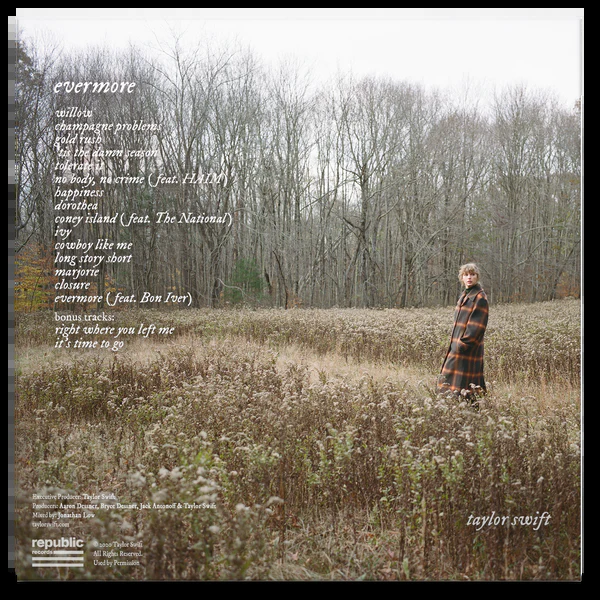 evermore
willow
champagne problems
gold rush
'tis the damn season
tolerate it
no body, no crime (feat. HAIM)
happiness
dorothea
coney island (feat. The National)
ivy
cowboy like me
long story short
marjorie
closure
evermore (feat. Bon Iver)
bonus tracks:
right where you left me
it's time to go
Executive Producer: Taylor Swift
Producers: Aaron Dessner, Bryce Dessner, Jack Antonoff & Taylor Swift
Mixed by: Jonathan Low
taylorswift.com
taylor swift
republic
records
© 2020 Taylor Swift
All Rights Reserved.
Used by Permission